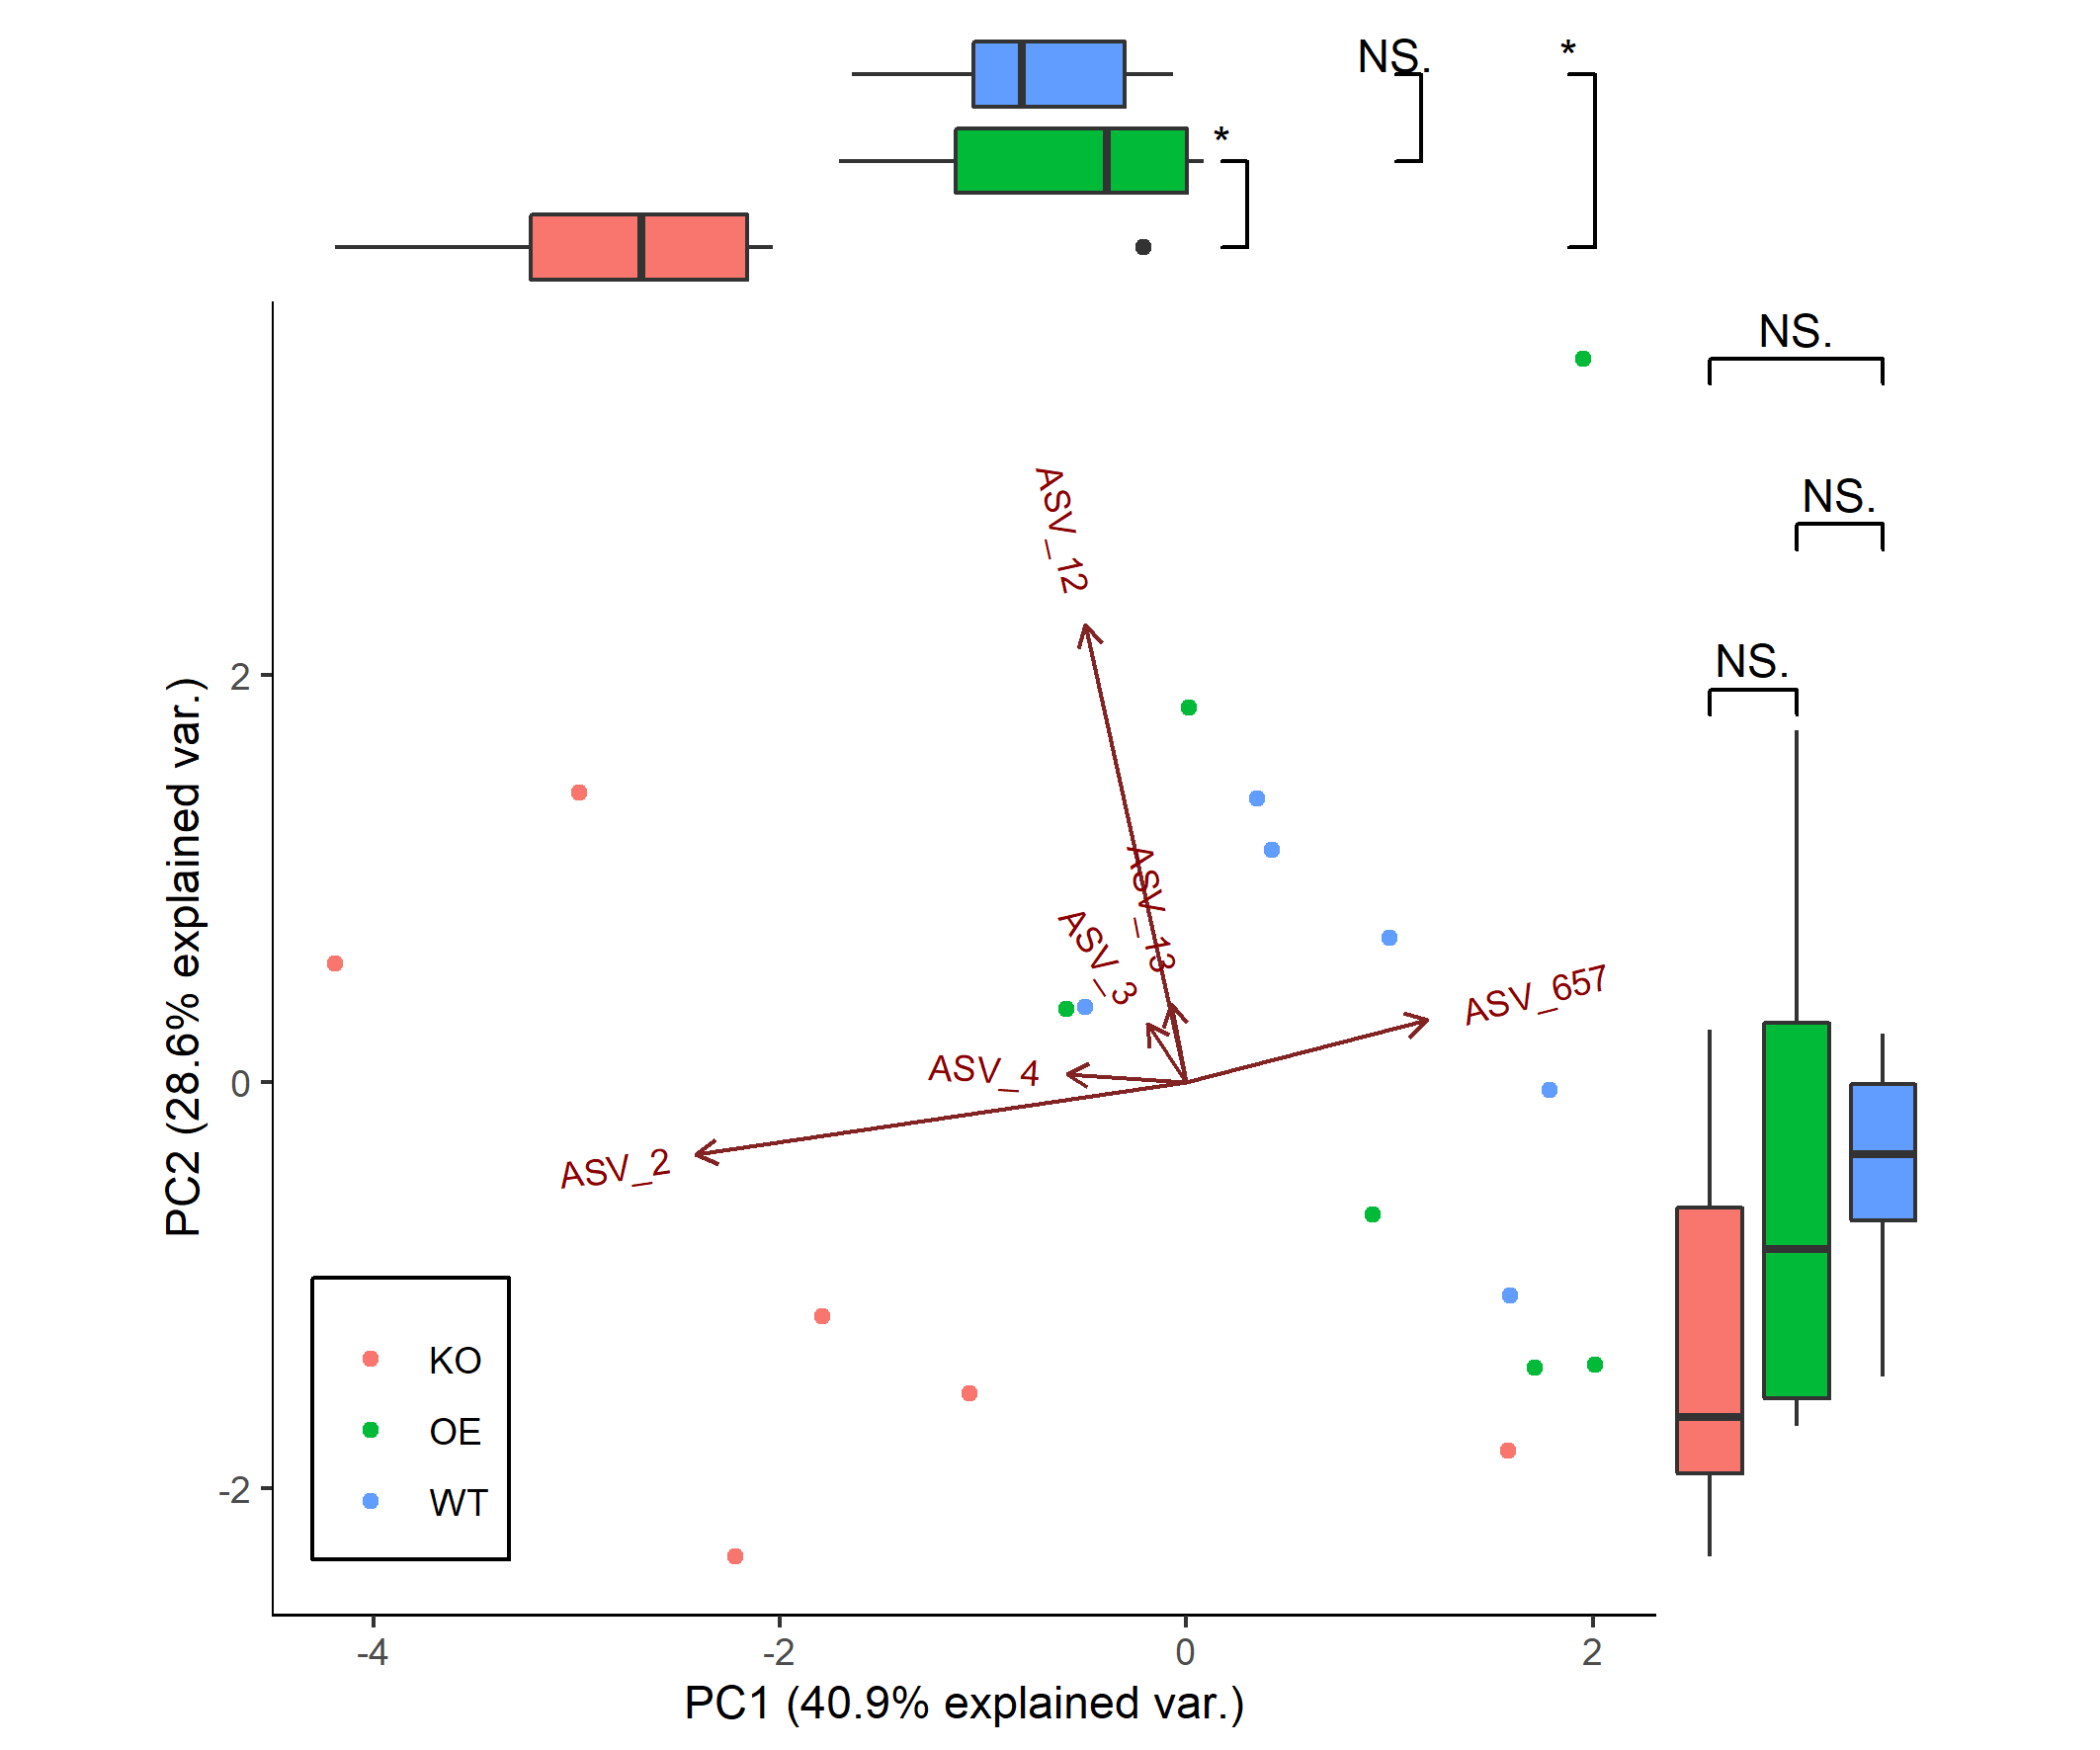 NS.
*
*
NS.
NS.
NS.
ASV_12
ASV_13
ASV_3
ASV_657
ASV_4
ASV_2
2
0
-2
PC2 (28.6% explained var.)
KO
OE
WT
-4
-2
0
2
PC1 (40.9% explained var.)